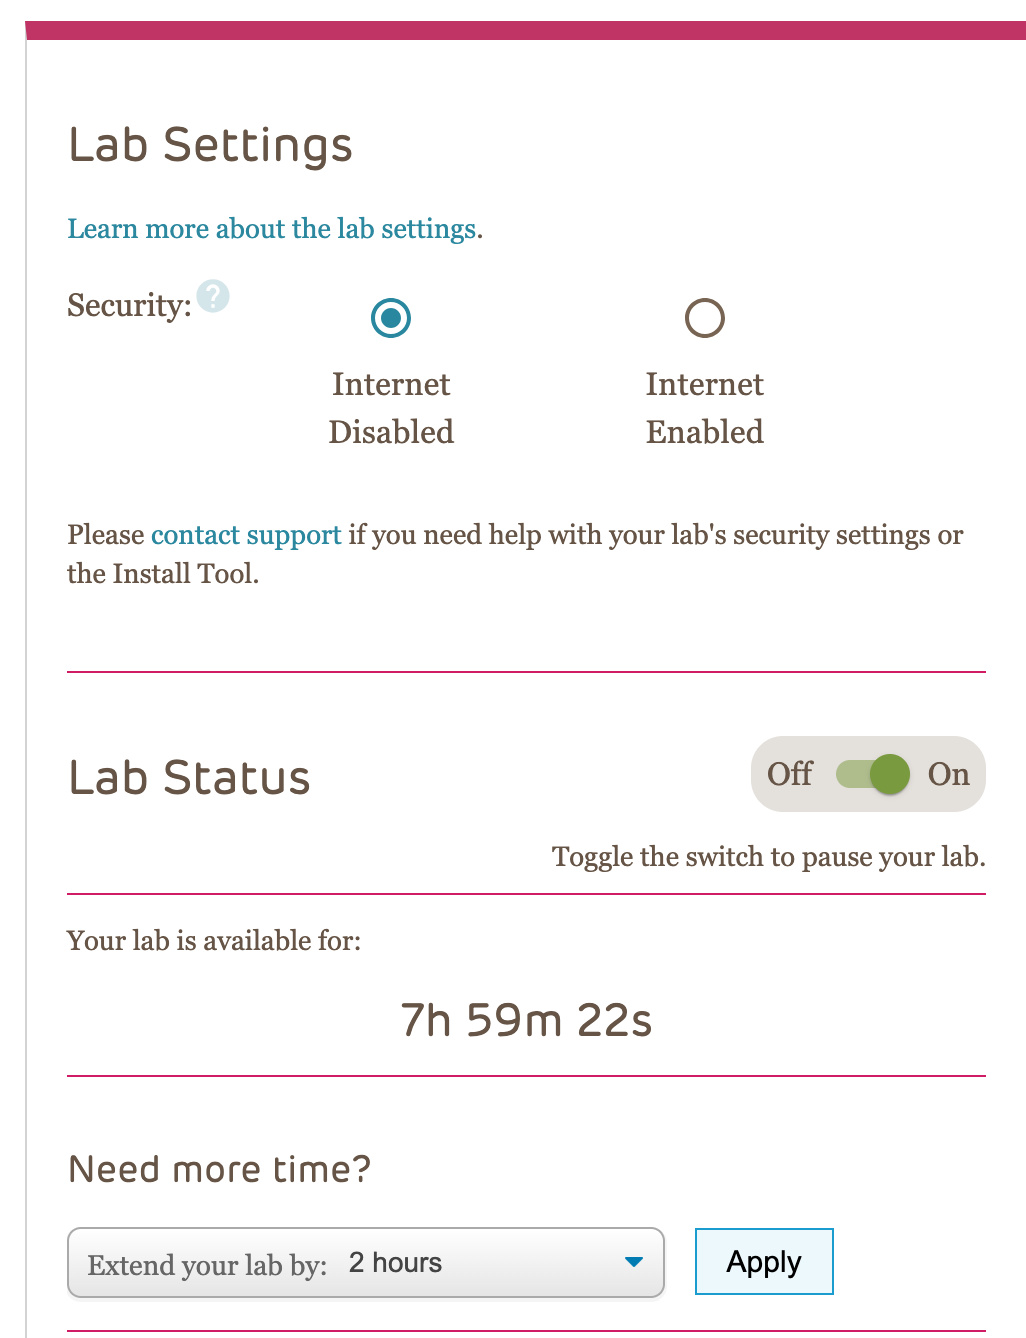 Lab Settings
Learn more about the lab settings.
Security: ?
Internet Disabled
Internet Enabled
Please contact support if you need help with your lab's security settings or
the Install Tool.
Lab Status
Off On
Toggle the switch to pause your lab.
Your lab is available for:
7h 59m 22s
Need more time?
Extend your lab by: 2 hours
Apply